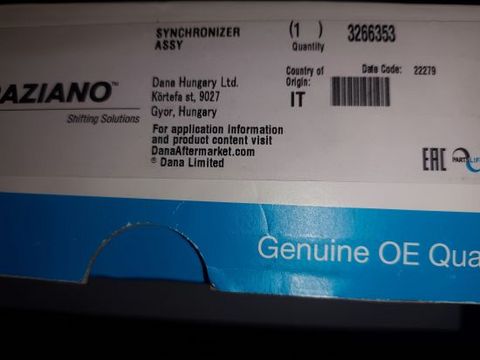 SYNCHRONIZER
ASSY
(1 )
Quantity
3266353
AZIANO™
Shifting Solutions
Dana Hungary Ltd.
Körtefa st, 9027
Gyor, Hungary
Country of
Origin:
IT
Date Code: 22279
For application information
and product content visit
DanaAftermarket.com
© Dana Limited
EAC
Genuine OE Qua